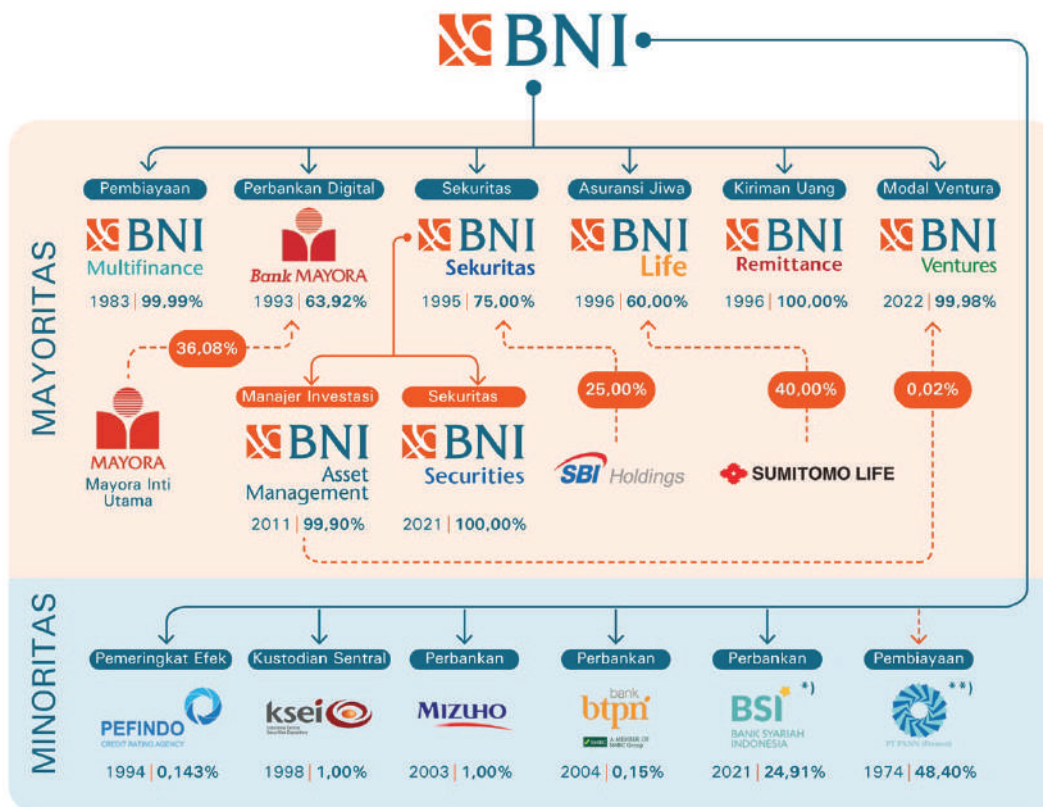 BNI
MAYORITAS
Pembiayaan
BNI
Multifinance
1983 | 99,99%
Perbankan Digital
Bank MAYORA
1993 | 63,92%
Sekuritas
BNI
Sekuritas
1995 | 75,00%
Asuransi Jiwa
BNI
Life
1996 | 60,00%
Kiriman Uang
BNI
Remittance
1996 | 100,00%
Modal Ventura
BNI
Ventures
2022 | 99,98%
36,08%
MAYORA
Mayora Inti
Utama
Manajer Investasi
BNI
Asset
Management
2011 | 99,90%
Sekuritas
BNI
Securities
2021 | 100,00%
25,00%
SBI Holdings
40,00%
SUMITOMO LIFE
0,02%
MINORITAS
Pemeringkat Efek
PEFINDO
CREDIT RATING AGENCY
1994 | 0,143%
Kustodian Sentral
ksei
1998 | 1,00%
Perbankan
MIZUHO
2003 | 1,00%
Perbankan
bank
btpn
A MEMBER OF
SMBC Group
2004 | 0,15%
Perbankan
BSI *)
BANK SYARIAH
INDONESIA
2021 | 24,91%
Pembiayaan
**)
1974 | 48,40%